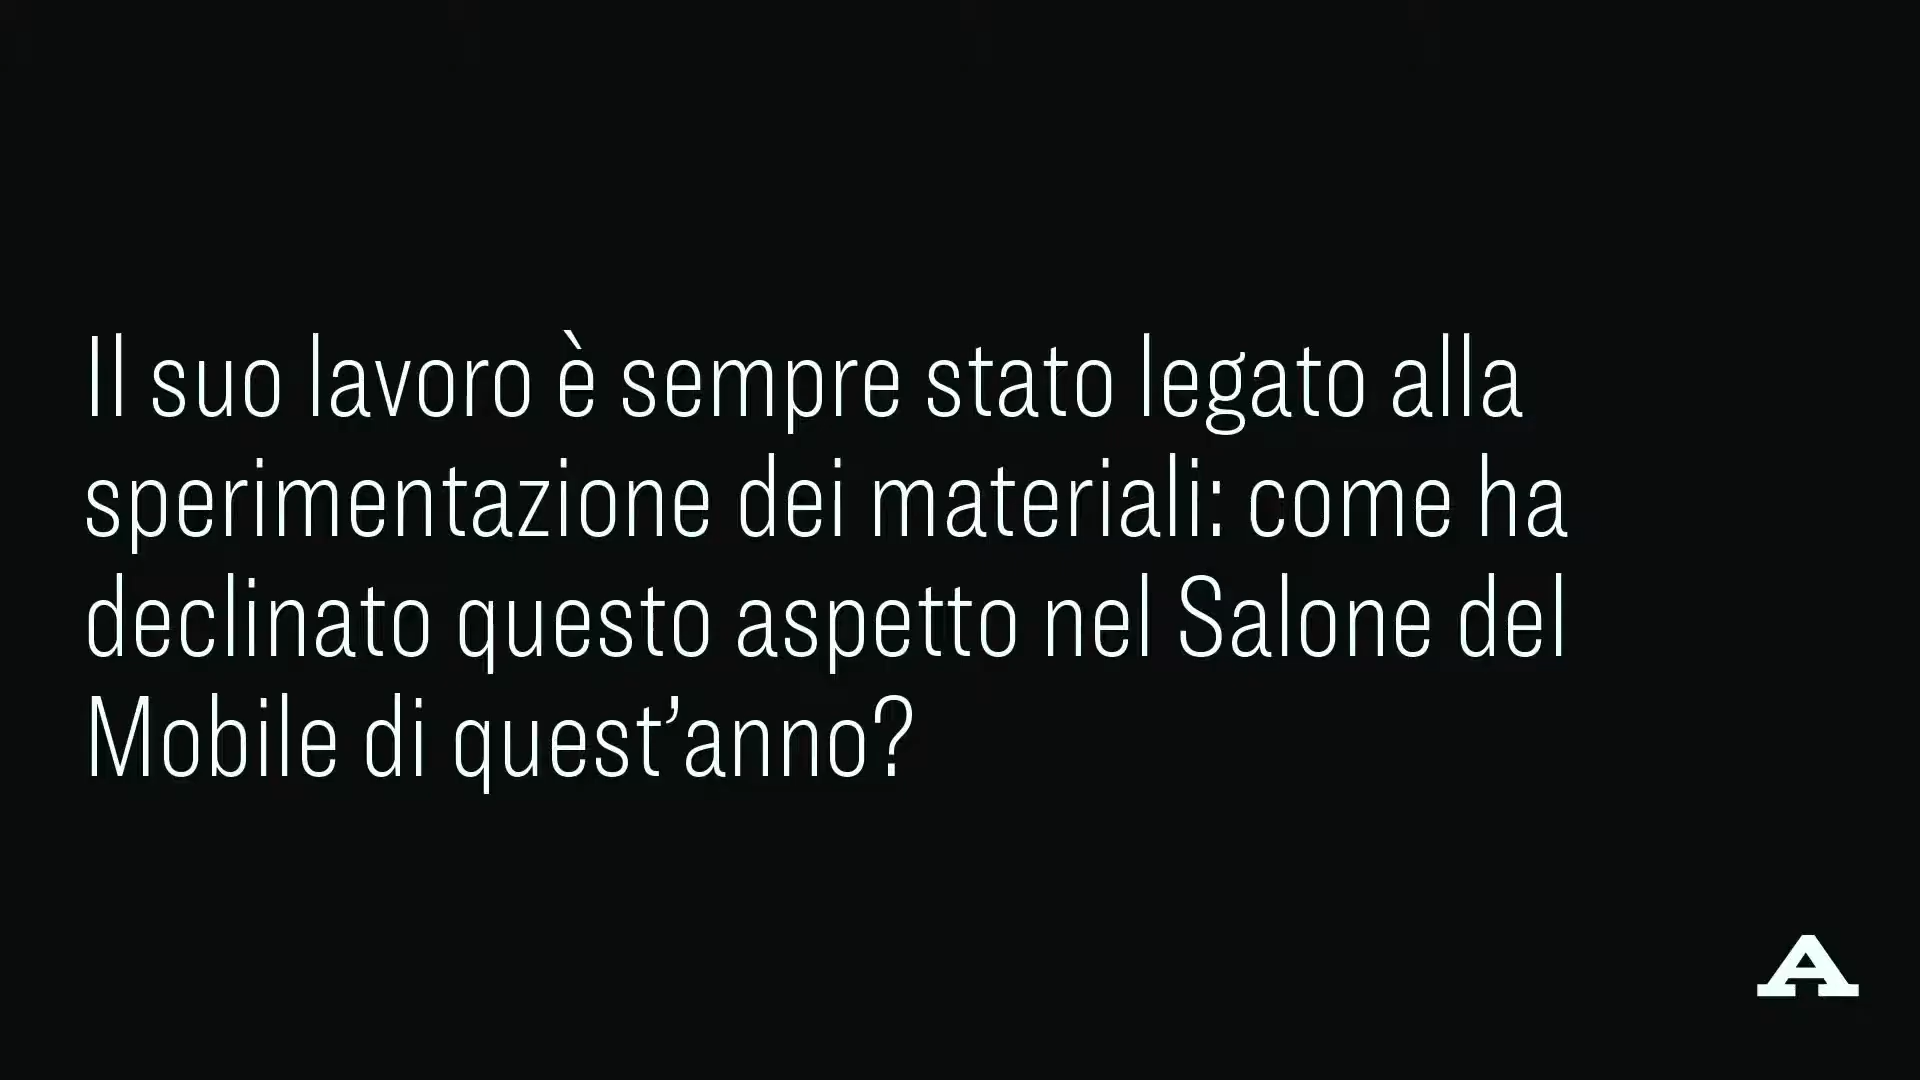 Il suo lavoro è sempre stato legato alla
sperimentazione dei materiali: come ha
declinato questo aspetto nel Salone del
Mobile di quest’anno?
A